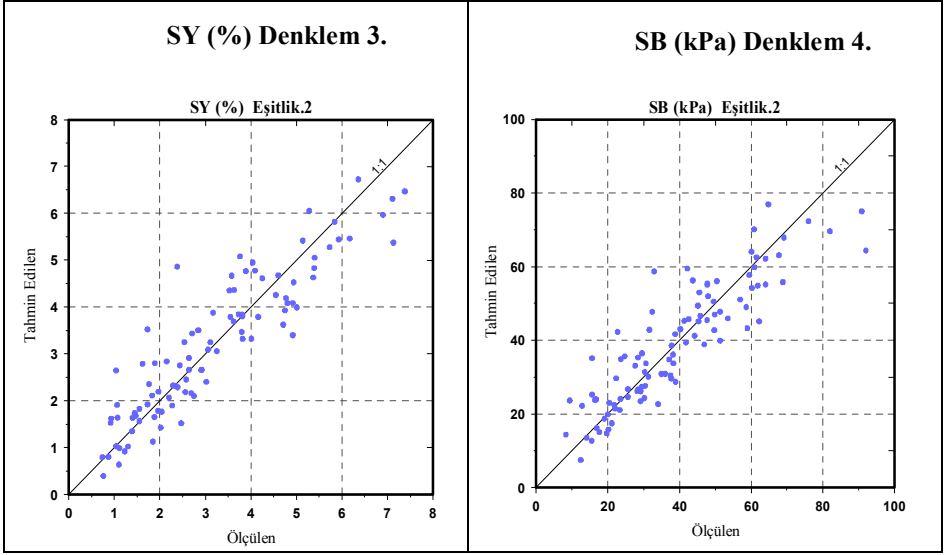 SY (%) Denklem 3.
SY (%) Eşitlik.2
8
7
6
5
4
3
2
1
0
1:1
Tahmin Edilen
0 1 2 3 4 5 6 7 8
Ölçülen
SB (kPa) Denklem 4.
SB (kPa) Eşitlik.2
100
80
60
40
20
0
1:1
Tahmin Edilen
0 20 40 60 80 100
Ölçülen